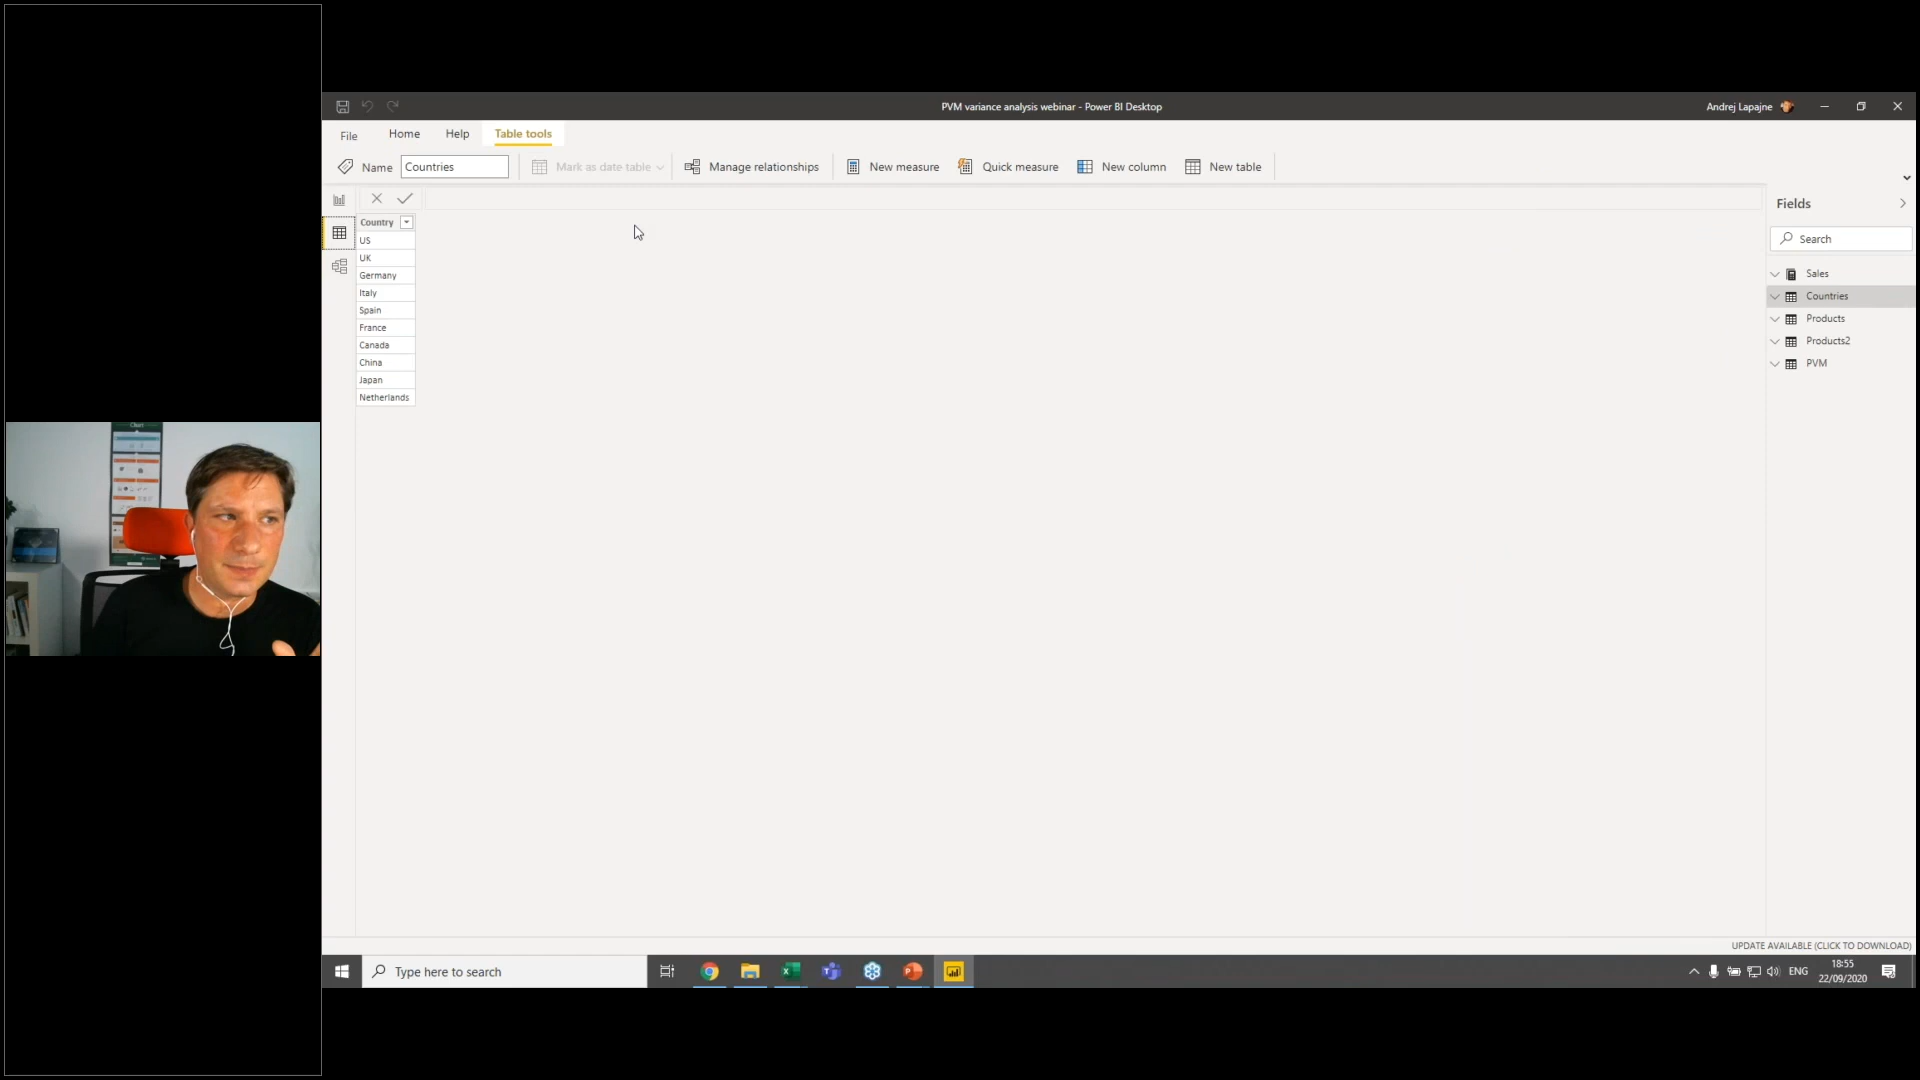 PVM variance analysis webinar - Power BI Desktop
Andrej Lapajne
File
Home
Help
Table tools
Name
Countries
Mark as date table
Manage relationships
New measure
Quick measure
New column
New table
Country
US
UK
Germany
Italy
Spain
France
Canada
China
Japan
Netherlands
Fields
Search
Sales
Countries
Products
Products2
PVM
Chart
UPDATE AVAILABLE (CLICK TO DOWNLOAD)
Type here to search
ENG
18:55
22/09/2020